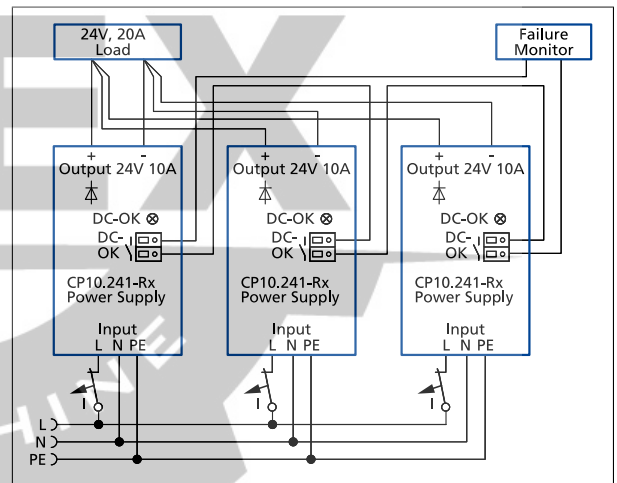 24V, 20A
Load
Failure
Monitor
+ -
Output 24V 10A
DC-OK
DC-
OK
CP10.241-Rx
Power Supply
Input
L N PE
I
+ -
Output 24V 10A
DC-OK
DC-
OK
CP10.241-Rx
Power Supply
Input
L N PE
I
+ -
Output 24V 10A
DC-OK
DC-
OK
CP10.241-Rx
Power Supply
Input
L N PE
I
L
N
PE
EX
HINE